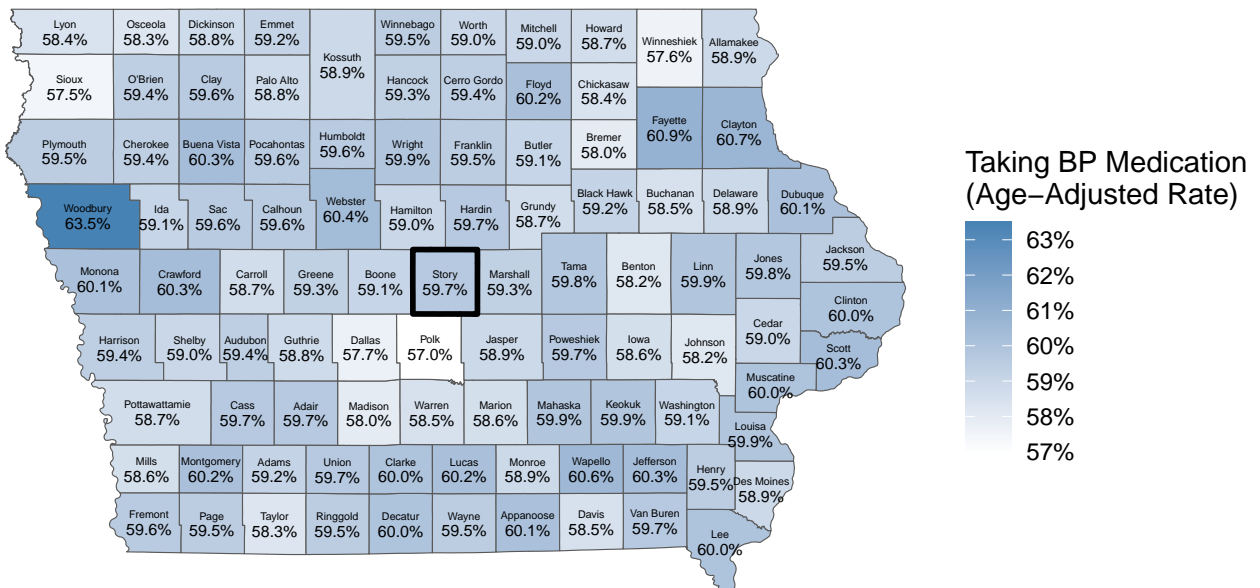 Lyon
58.4%
Osceola
58.3%
Dickinson
58.8%
Emmet
59.2%
Kossuth
58.9%
Winnebago
59.5%
Worth
59.0%
Mitchell
59.0%
Howard
58.7%
Winneshiek
57.6%
Allamakee
58.9%
Sioux
57.5%
O'Brien
59.4%
Clay
59.6%
Palo Alto
58.8%
Hancock
59.3%
Cerro Gordo
59.4%
Floyd
60.2%
Chickasaw
58.4%
Fayette
60.9%
Clayton
60.7%
Plymouth
59.5%
Cherokee
59.4%
Buena Vista
60.3%
Pocahontas
59.6%
Humboldt
59.6%
Wright
59.9%
Franklin
59.5%
Butler
59.1%
Bremer
58.0%
Woodbury
63.5%
Ida
59.1%
Sac
59.6%
Calhoun
59.6%
Webster
60.4%
Hamilton
59.0%
Hardin
59.7%
Grundy
58.7%
Black Hawk
59.2%
Buchanan
58.5%
Delaware
58.9%
Dubuque
60.1%
Monona
60.1%
Crawford
60.3%
Carroll
58.7%
Greene
59.3%
Boone
59.1%
Story
59.7%
Marshall
59.3%
Tama
59.8%
Benton
58.2%
Linn
59.9%
Jones
59.8%
Jackson
59.5%
Clinton
60.0%
Harrison
59.4%
Shelby
59.0%
Audubon
59.4%
Guthrie
58.8%
Dallas
57.7%
Polk
57.0%
Jasper
58.9%
Poweshiek
59.7%
Iowa
58.6%
Johnson
58.2%
Cedar
59.0%
Scott
60.3%
Muscatine
60.0%
Pottawattamie
58.7%
Cass
59.7%
Adair
59.7%
Madison
58.0%
Warren
58.5%
Marion
58.6%
Mahaska
59.9%
Keokuk
59.9%
Washington
59.1%
Louisa
59.9%
Mills
58.6%
Montgomery
60.2%
Adams
59.2%
Union
59.7%
Clarke
60.0%
Lucas
60.2%
Monroe
58.9%
Wapello
60.6%
Jefferson
60.3%
Henry
59.5%
Des Moines
58.9%
Fremont
59.6%
Page
59.5%
Taylor
58.3%
Ringgold
59.5%
Decatur
60.0%
Wayne
59.5%
Appanoose
60.1%
Davis
58.5%
Van Buren
59.7%
Lee
60.0%
Taking BP Medication
(Age−Adjusted Rate)
63%
62%
61%
60%
59%
58%
57%